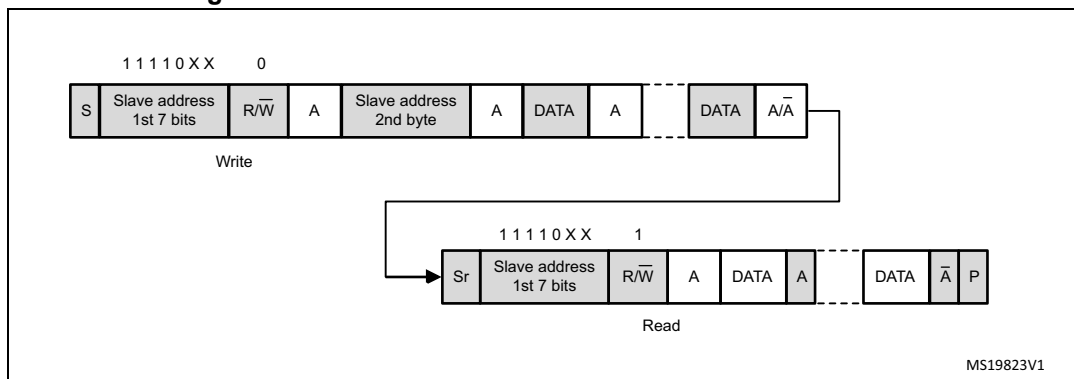 1 1 1 1 0 X X 0
S Slave address 1st 7 bits R/W̅ A Slave address 2nd byte A DATA A DATA A/A̅
Write
1 1 1 1 0 X X 1
Sr Slave address 1st 7 bits R/W̅ A DATA A DATA A̅ P
Read
MS19823V1